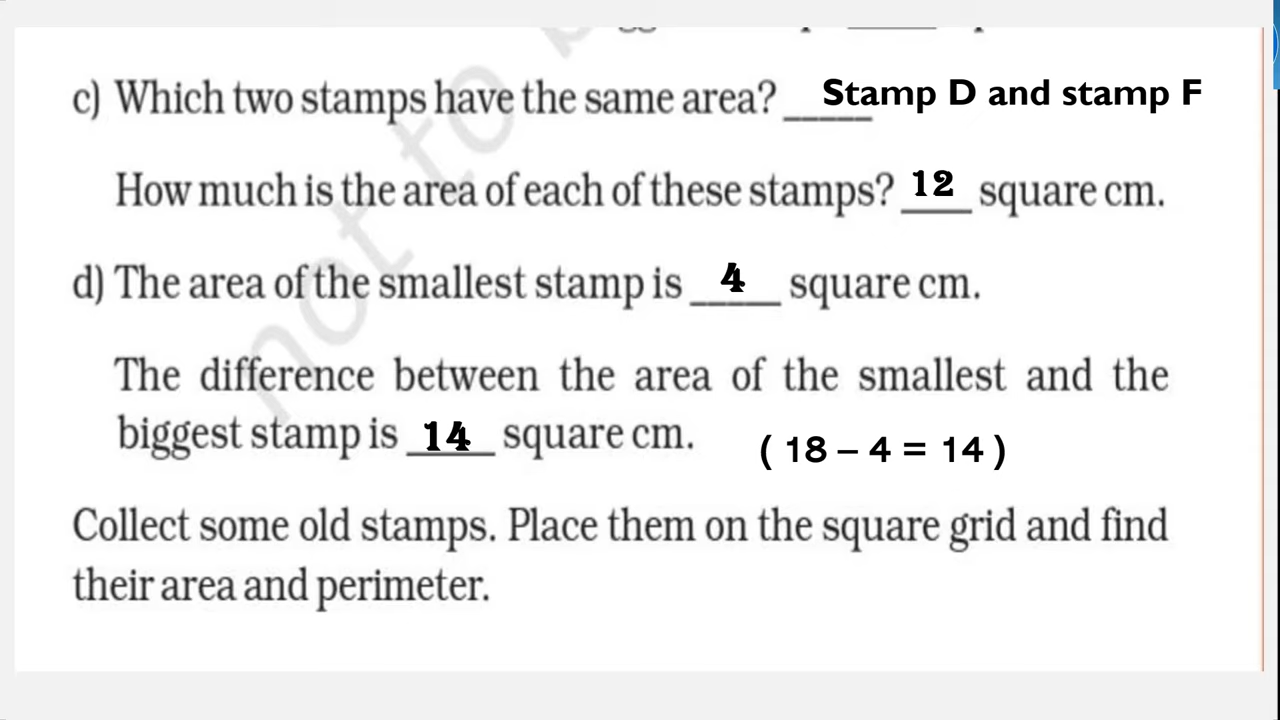 c) Which two stamps have the same area? _____ Stamp D and stamp F
How much is the area of each of these stamps? 12 square cm.
d) The area of the smallest stamp is 4 square cm.
The difference between the area of the smallest and the
biggest stamp is 14 square cm. ( 18 – 4 = 14 )
Collect some old stamps. Place them on the square grid and find
their area and perimeter.
not to b